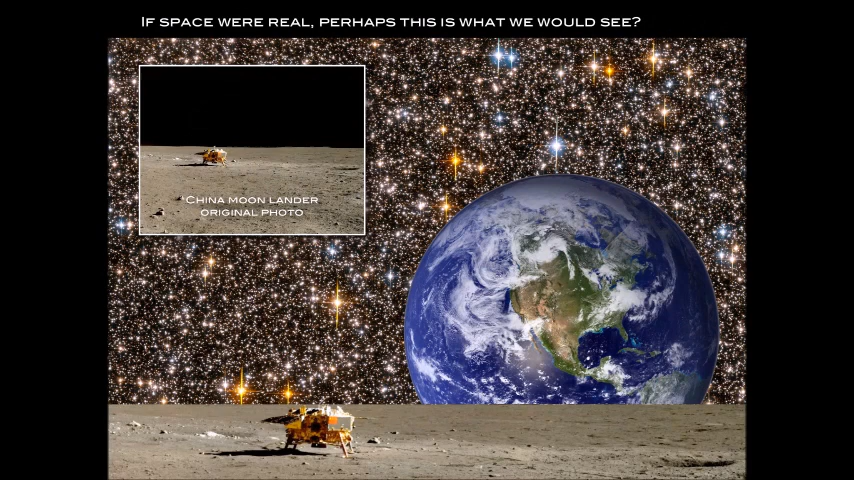 If space were real, perhaps this is what we would see?
*China moon lander
original photo